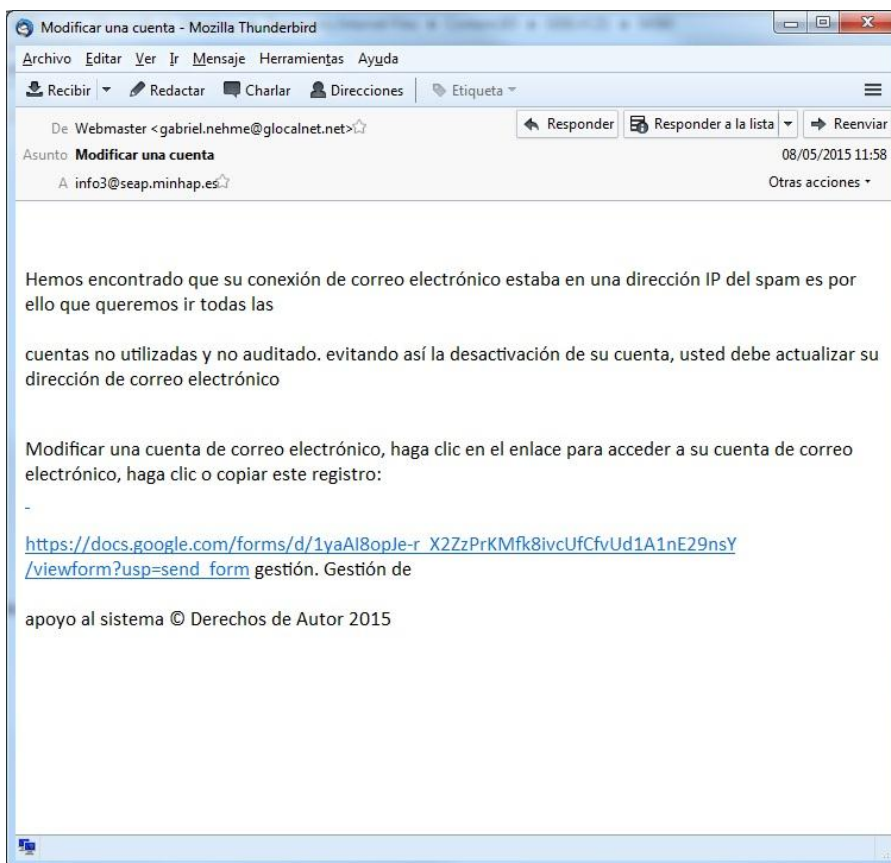 Modificar una cuenta - Mozilla Thunderbird
Archivo Editar Ver Ir Mensaje Herramientas Ayuda
Recibir Redactar Charlar Direcciones Etiqueta
De Webmaster <gabriel.nehme@glocalnet.net> Responder Responder a la lista Reenviar
Asunto Modificar una cuenta 08/05/2015 11:58
A info3@seap.minhap.es Otras acciones
Hemos encontrado que su conexión de correo electrónico estaba en una dirección IP del spam es por
ello que queremos ir todas las
cuentas no utilizadas y no auditado. evitando así la desactivación de su cuenta, usted debe actualizar su
dirección de correo electrónico
Modificar una cuenta de correo electrónico, haga clic en el enlace para acceder a su cuenta de correo
electrónico, haga clic o copiar este registro:
https://docs.google.com/forms/d/1yaAI8opJe-r_X2ZzPrKMfk8ivcUfCfvUd1A1nE29nsY
/viewform?usp=send_form gestión. Gestión de
apoyo al sistema © Derechos de Autor 2015